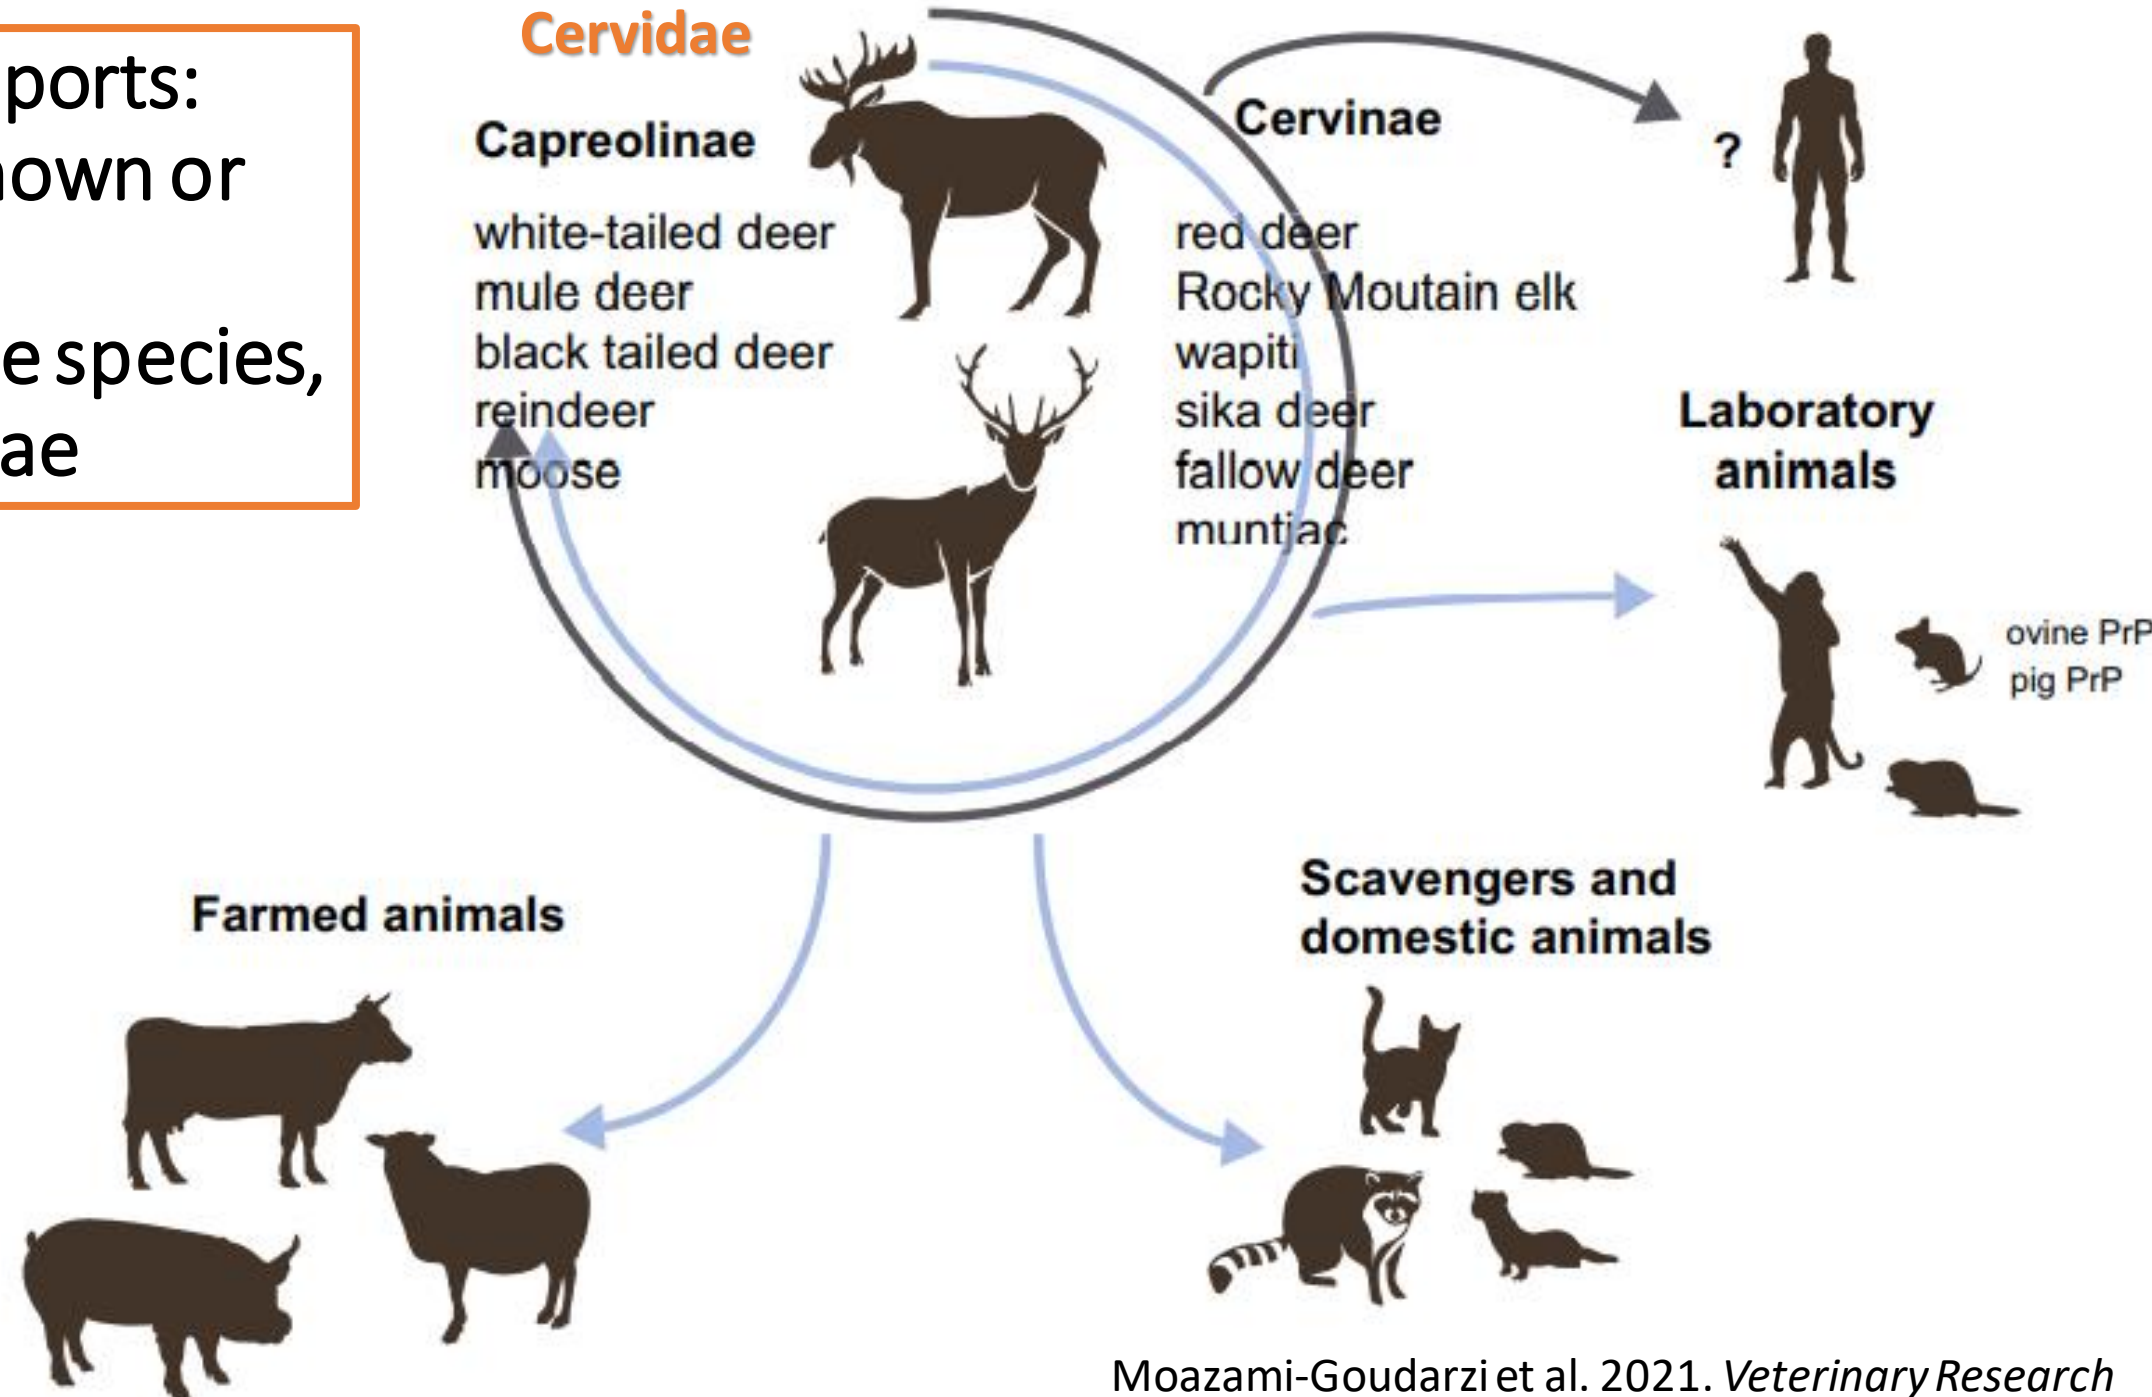 ports:
nown or
e species,
ae
Cervidae
Capreolinae
white-tailed deer
mule deer
black tailed deer
reindeer
moose
Cervinae
red deer
Rocky Moutain elk
wapiti
sika deer
fallow deer
muntjac
?
Laboratory
animals
ovine PrP
pig PrP
Farmed animals
Scavengers and
domestic animals
Moazami-Goudarzi et al. 2021. Veterinary Research